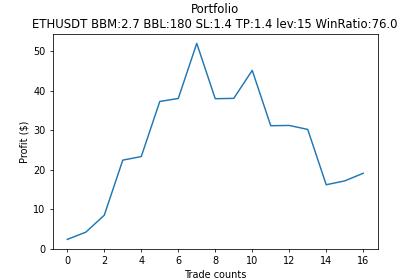 Portfolio
ETHUSDT BBM:2.7 BBL:180 SL:1.4 TP:1.4 lev:15 WinRatio:76.0
50
40
30
20
10
0
Profit ($)
0 2 4 6 8 10 12 14 16
Trade counts